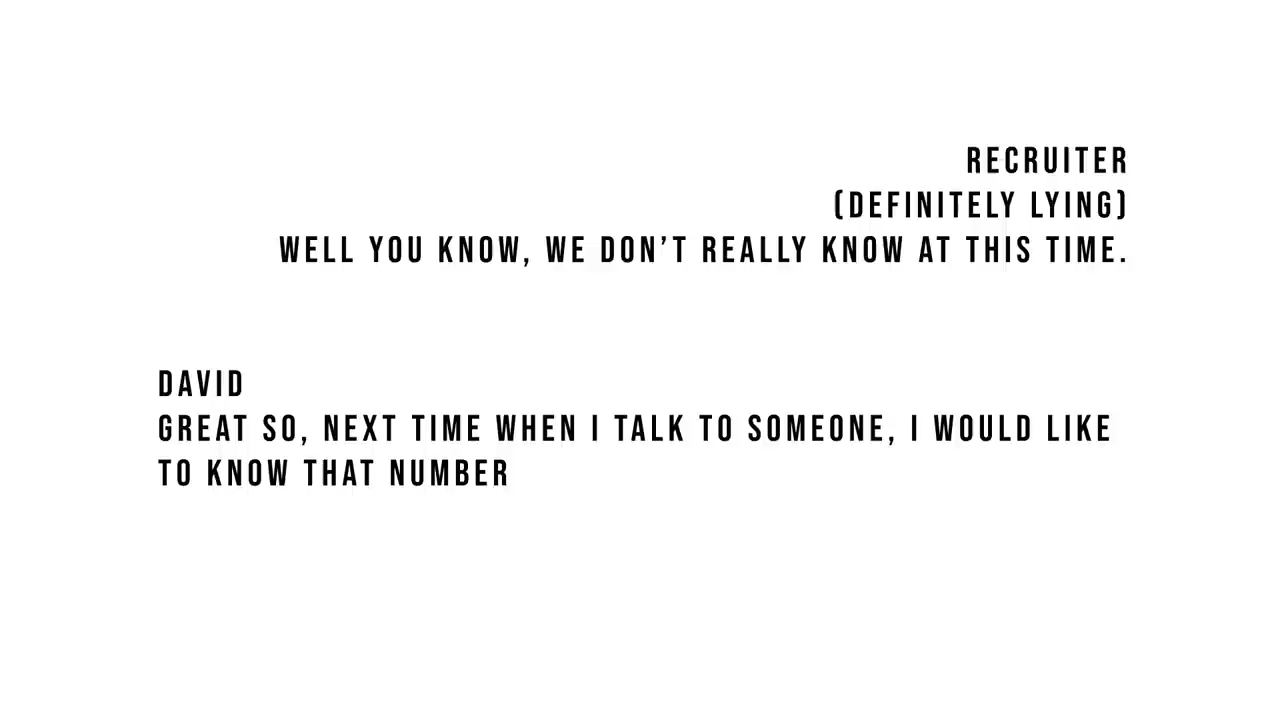 RECRUITER
(DEFINITELY LYING)
WELL YOU KNOW, WE DON’T REALLY KNOW AT THIS TIME.
DAVID
GREAT SO, NEXT TIME WHEN I TALK TO SOMEONE, I WOULD LIKE
TO KNOW THAT NUMBER